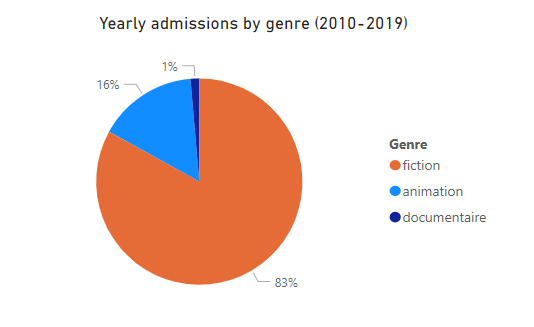 Yearly admissions by genre (2010-2019)
1%
16%
83%
Genre
fiction
animation
documentaire